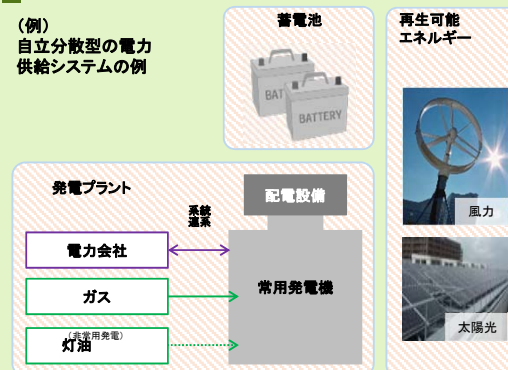 (例)
自立分散型の電力
供給システムの例
蓄電池
BAT
BATTERY
再生可能
エネルギー
風力
太陽光
発電プラント
配電設備
系統
連系
電力会社
ガス
(非常用発電)
灯油
常用発電機